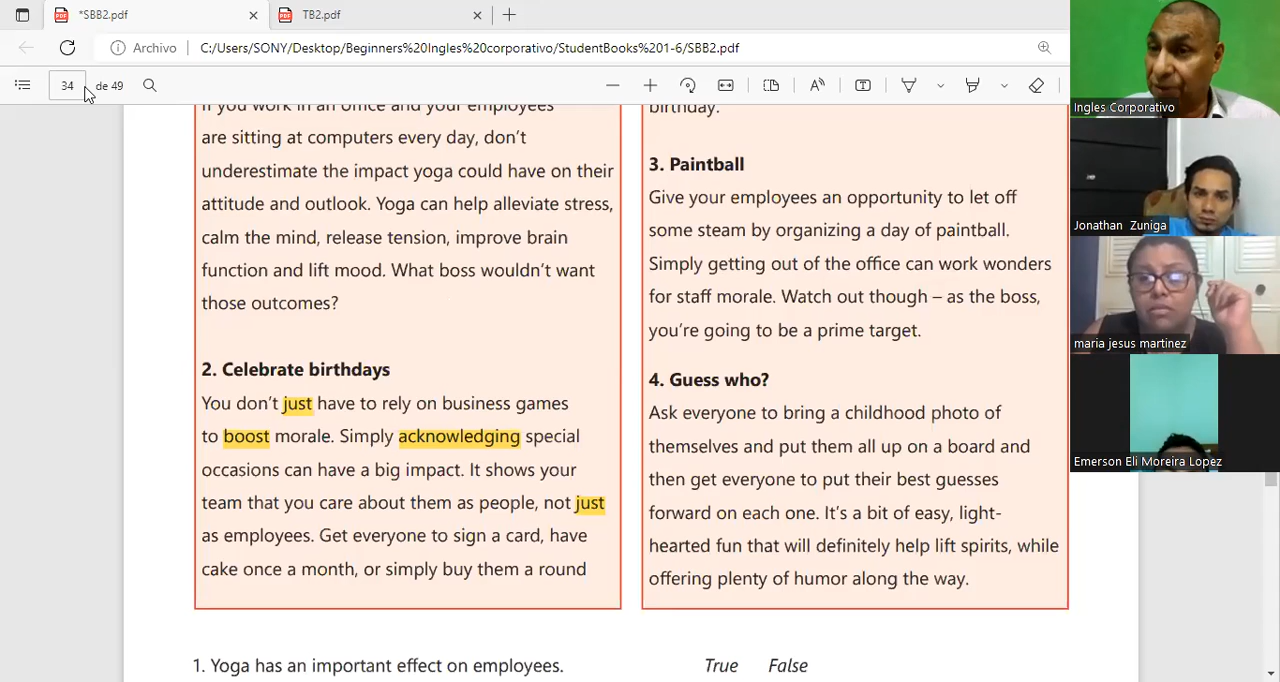 *SBB2.pdf
TB2.pdf
Archivo
C:/Users/SONY/Desktop/Beginners%20Ingles%20corporativo/StudentBooks%201-6/SBB2.pdf
34 de 49
If you work in an office and your employees
are sitting at computers every day, don't
underestimate the impact yoga could have on their
attitude and outlook. Yoga can help alleviate stress,
calm the mind, release tension, improve brain
function and lift mood. What boss wouldn't want
those outcomes?
2. Celebrate birthdays
You don't just have to rely on business games
to boost morale. Simply acknowledging special
occasions can have a big impact. It shows your
team that you care about them as people, not just
as employees. Get everyone to sign a card, have
cake once a month, or simply buy them a round
birthday.
3. Paintball
Give your employees an opportunity to let off
some steam by organizing a day of paintball.
Simply getting out of the office can work wonders
for staff morale. Watch out though – as the boss,
you're going to be a prime target.
4. Guess who?
Ask everyone to bring a childhood photo of
themselves and put them all up on a board and
then get everyone to put their best guesses
forward on each one. It's a bit of easy, light-
hearted fun that will definitely help lift spirits, while
offering plenty of humor along the way.
1. Yoga has an important effect on employees. True False
Ingles Corporativo
Jonathan Zuniga
maria jesus martinez
Emerson Eli Moreira Lopez